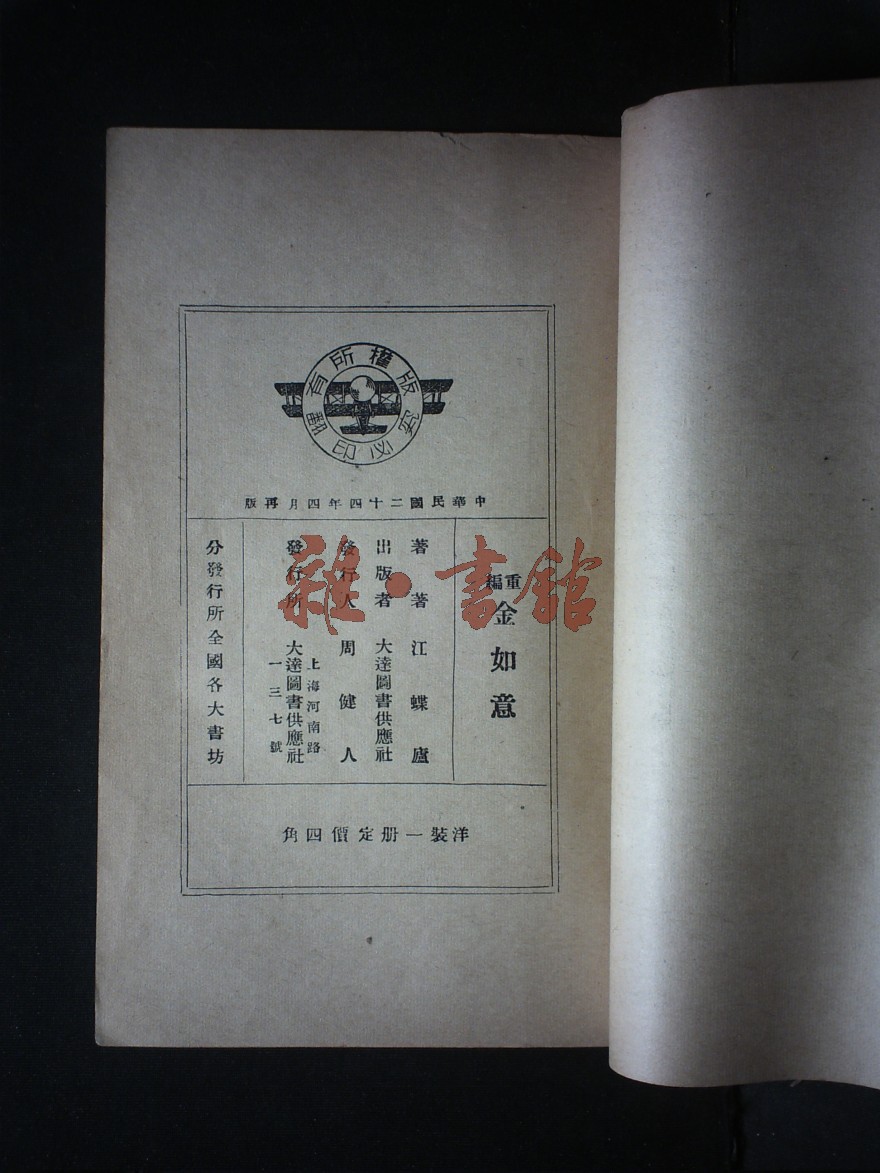 版權所有
翻印必究
中華民國二十四年四月再版
重編 金如意
著著 江蝶廬
出版者 大達圖書供應社
發行人 周健人
發行所 大達圖書供應社
上海河南路
一三七號
分發行所全國各大書坊
洋裝一册定價四角
雜·書館